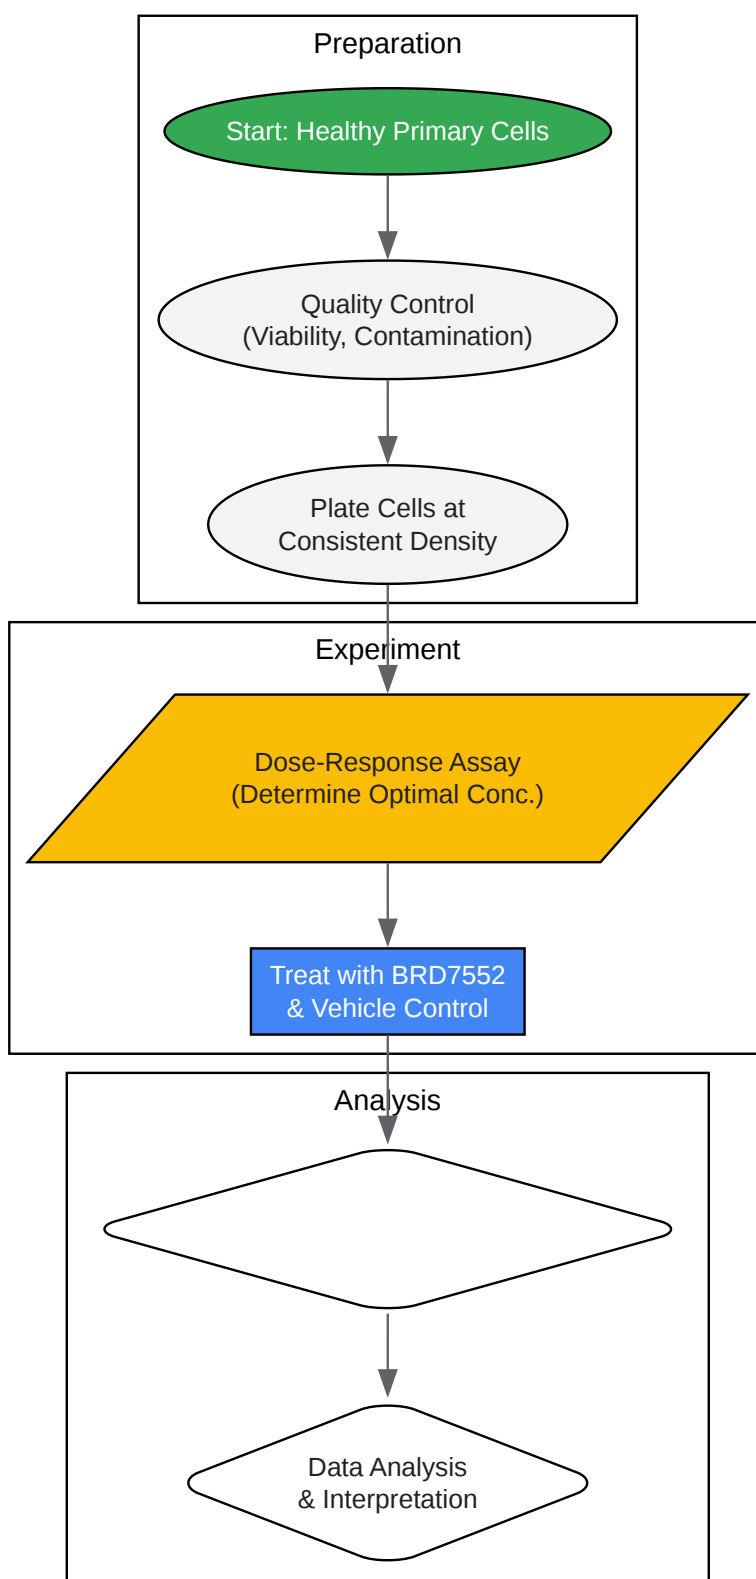 Preparation
Start: Healthy Primary Cells
Quality Control
(Viability, Contamination)
Plate Cells at
Consistent Density
Experiment
Dose-Response Assay
(Determine Optimal Conc.)
Treat with BRD7552
& Vehicle Control
Analysis
Data Analysis
& Interpretation